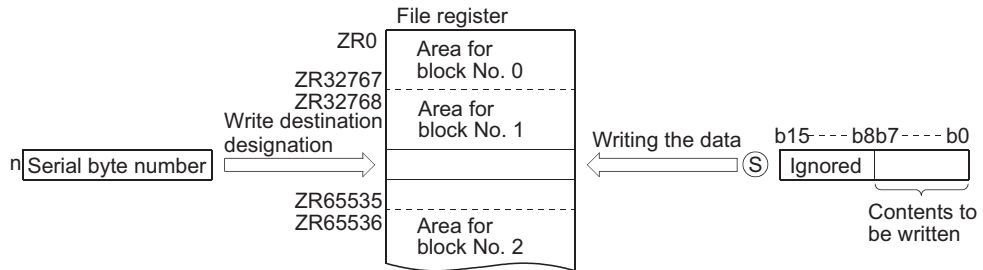 File register
ZR0
Area for
block No. 0
ZR32767
ZR32768
Area for
block No. 1
Write destination
designation
n Serial byte number
Writing the data
S
b15 - - - - b8b7 - - - - b0
Ignored
Contents to
be written
ZR65535
ZR65536
Area for
block No. 2